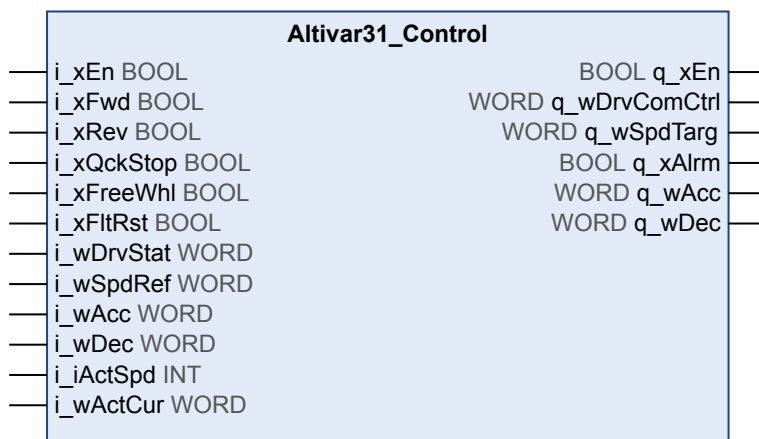 Altivar31_Control
i_xEn BOOL BOOL q_xEn
i_xFwd BOOL WORD q_wDrvComCtrl
i_xRev BOOL WORD q_wSpdTarg
i_xQckStop BOOL BOOL q_xAlrm
i_xFreeWhl BOOL WORD q_wAcc
i_xFltRst BOOL WORD q_wDec
i_wDrvStat WORD
i_wSpdRef WORD
i_wAcc WORD
i_wDec WORD
i_iActSpd INT
i_wActCur WORD